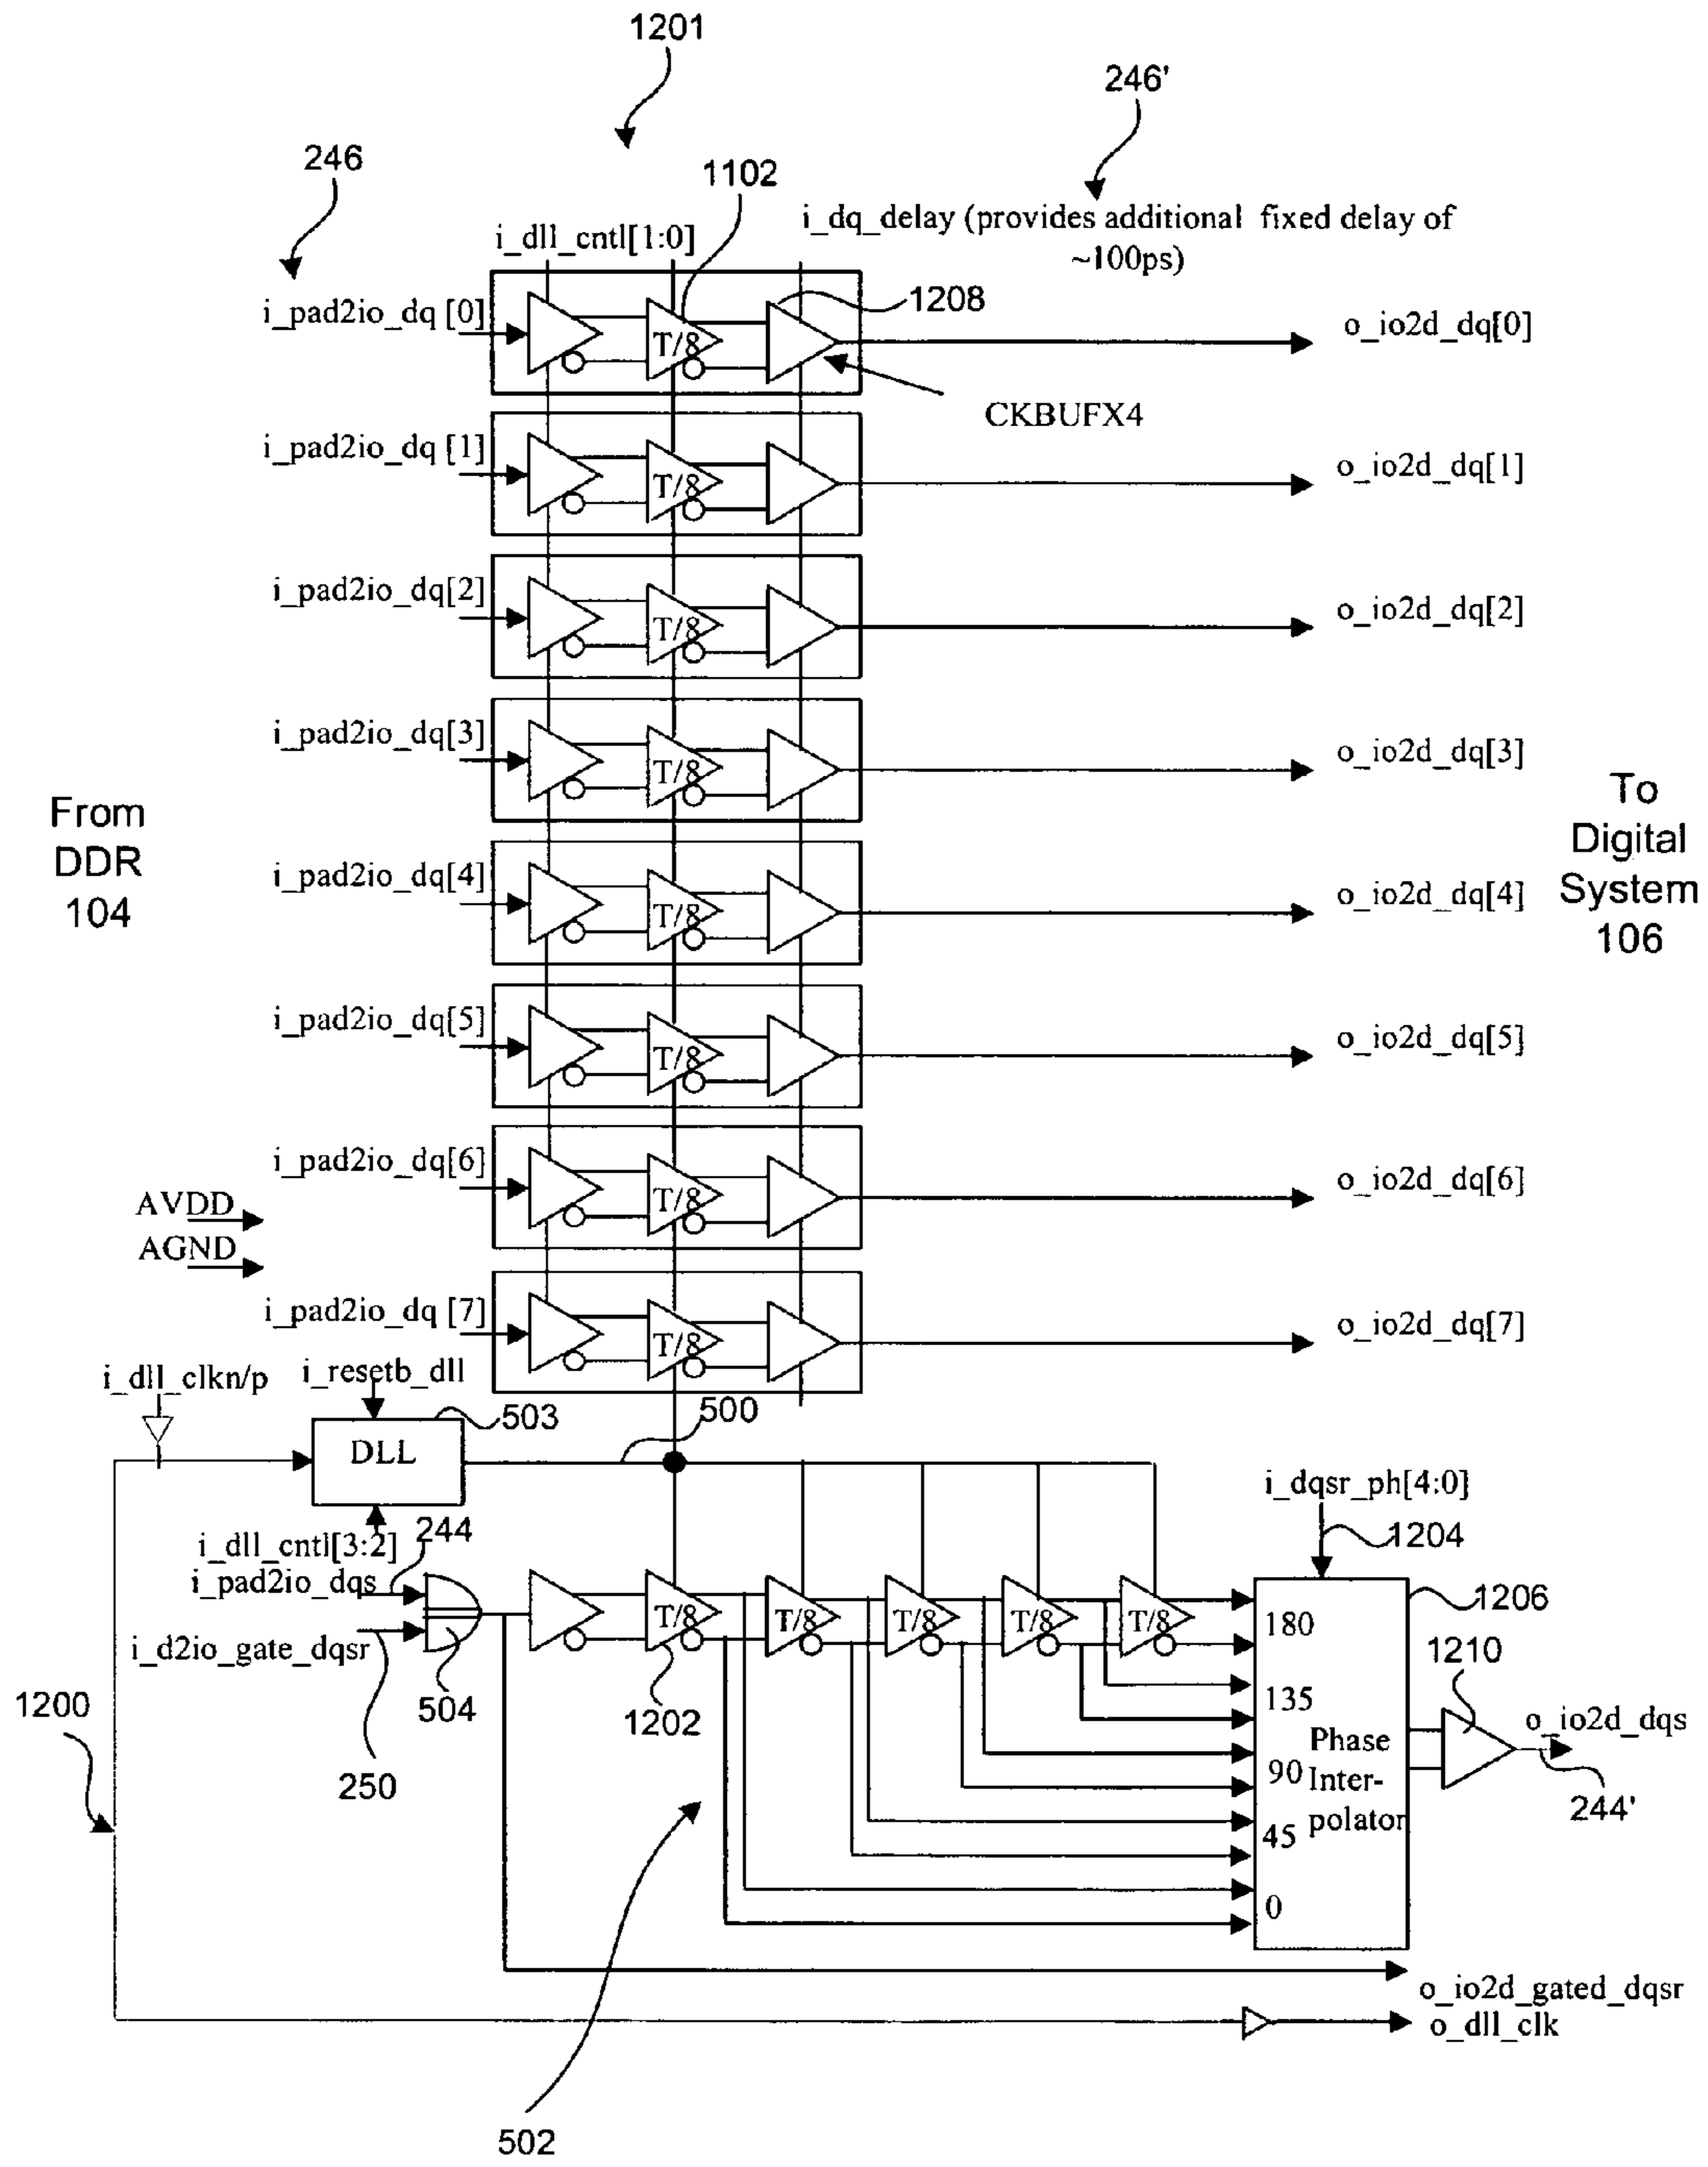 1201
246'
246
1102
i_dq_delay (provides additional fixed delay of
~100ps)
i_dll_cntl[1:0]
i_pad2io_dq [0]
T/8
1208
o_io2d_dq[0]
CKBUFX4
i_pad2io_dq [1]
T/8
o_io2d_dq[1]
i_pad2io_dq[2]
T/8
o_io2d_dq[2]
i_pad2io_dq[3]
T/8
o_io2d_dq[3]
From
DDR
104
To
Digital
System
106
i_pad2io_dq[4]
T/8
o_io2d_dq[4]
i_pad2io_dq[5]
T/8
o_io2d_dq[5]
i_pad2io_dq[6]
T/8
o_io2d_dq[6]
AVDD
AGND
i_pad2io_dq [7]
T/8
o_io2d_dq[7]
i_dll_clkn/p
i_resetb_dll
503
500
DLL
i_dqsr_ph[4:0]
1204
i_dll_cntl[3:2]
244
i_pad2io_dqs
i_d2io_gate_dqsr
504
250
T/8
T/8
T/8
T/8
T/8
1202
1206
180
135
90
45
0
Phase
Inter-
polator
1210
o_io2d_dqs
244'
1200
502
o_io2d_gated_dqsr
o_dll_clk